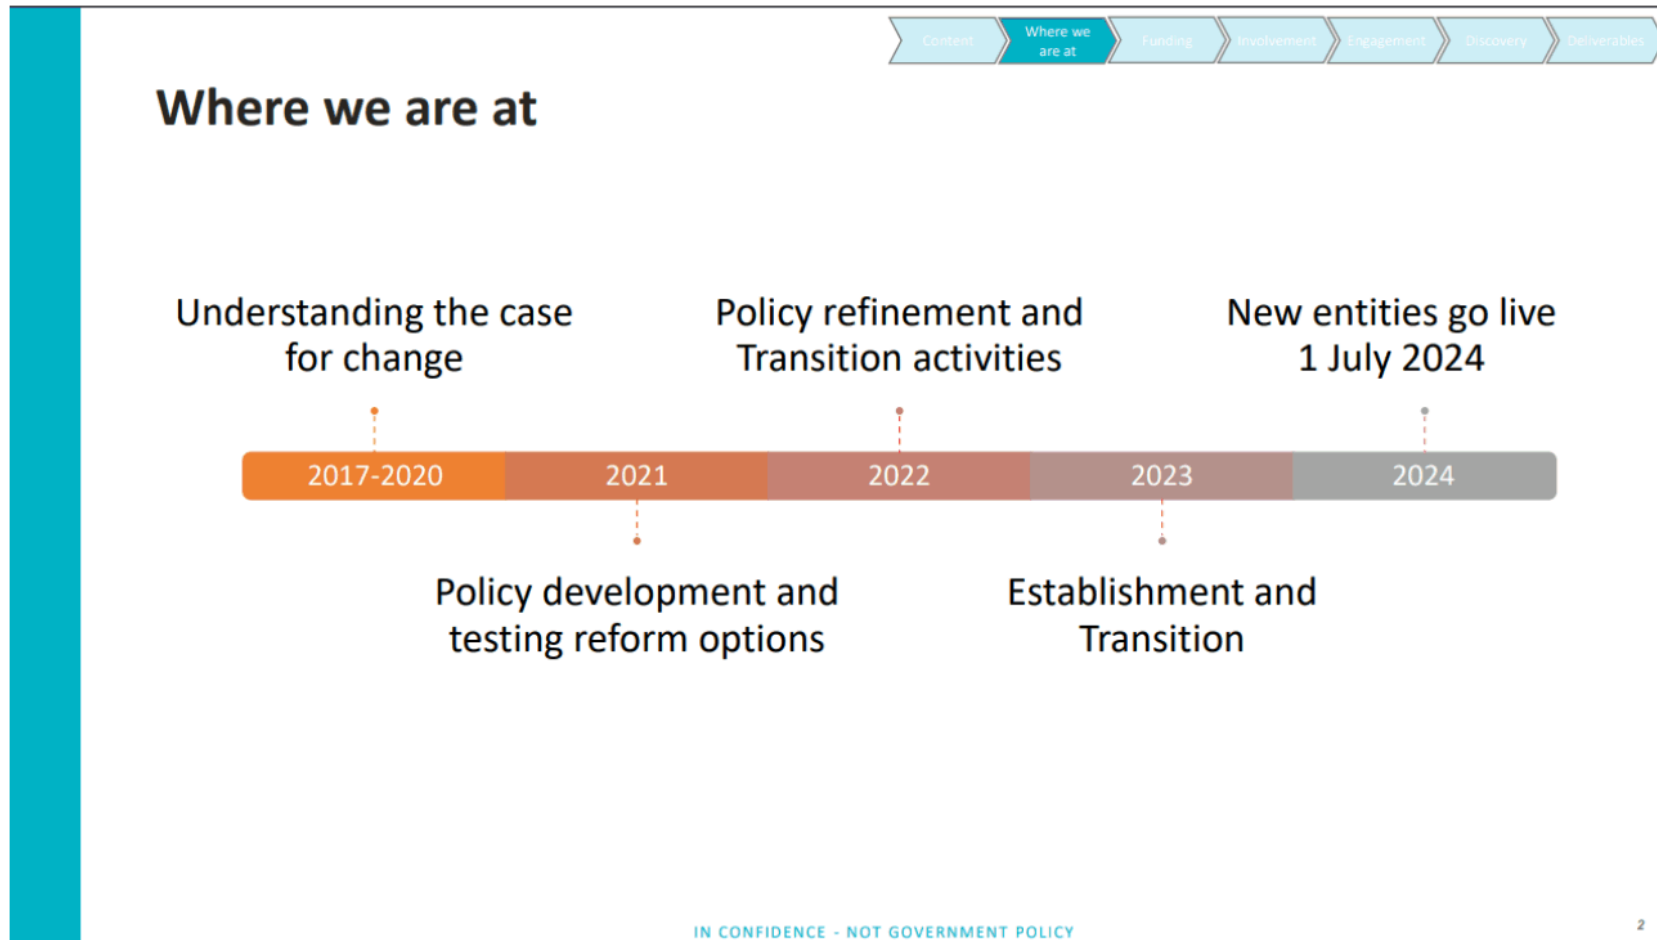 Content
Where we
are at
Funding
Involvement
Engagement
Discovery
Deliverables
Where we are at
Understanding the case
for change
Policy refinement and
Transition activities
New entities go live
1 July 2024
2017-2020
2021
2022
2023
2024
Policy development and
testing reform options
Establishment and
Transition
IN CONFIDENCE - NOT GOVERNMENT POLICY
2